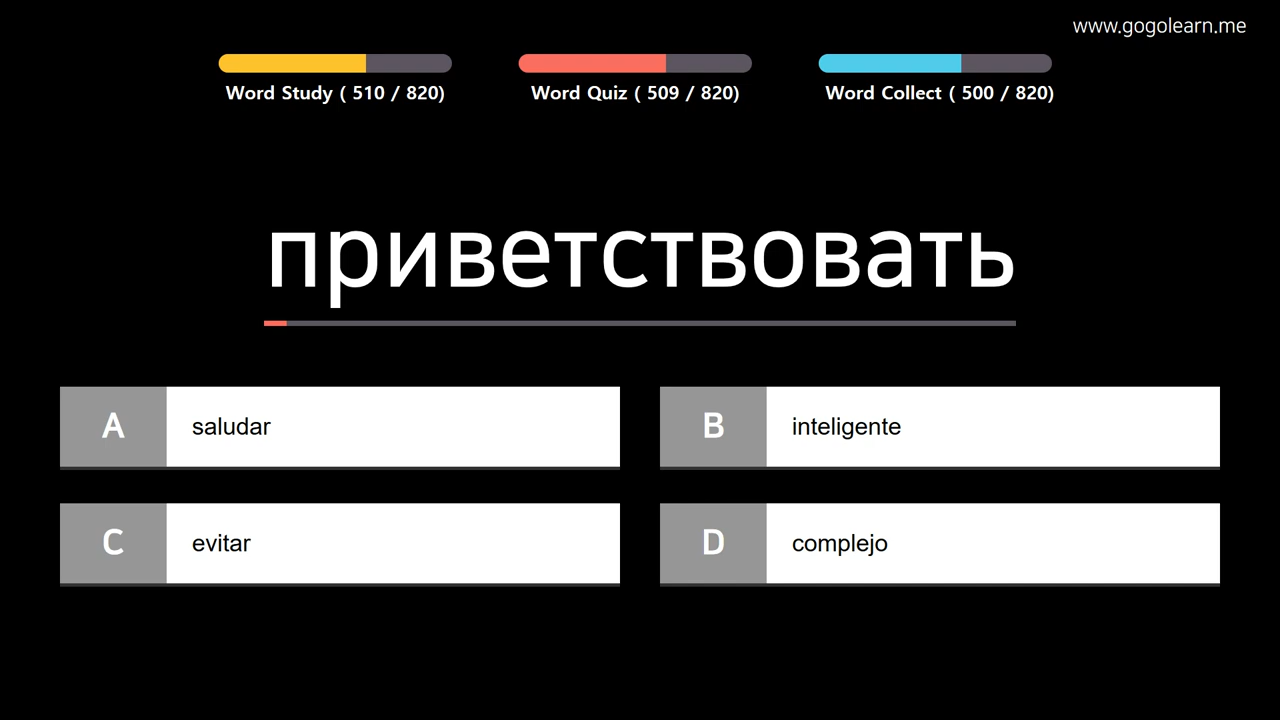 www.gogolearn.me
Word Study ( 510 / 820)
Word Quiz ( 509 / 820)
Word Collect ( 500 / 820)
приветствовать
A saludar
B inteligente
C evitar
D complejo